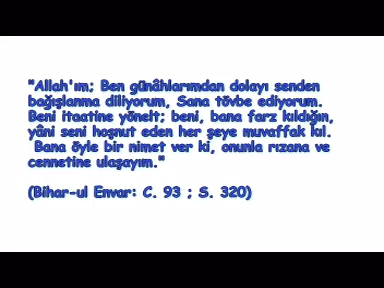 "Allah'ım; Ben günâhlarımdan dolayı senden
bağışlanma diliyorum, Sana tövbe ediyorum.
Beni itaatine yönelt; beni, bana farz kıldığın,
yâni seni hoşnut eden her şeye muvaffak kıl.
Bana öyle bir nimet ver ki, onunla rızana ve
cennetine ulaşayım."
(Bihar-ul Envar: C. 93 ; S. 320)